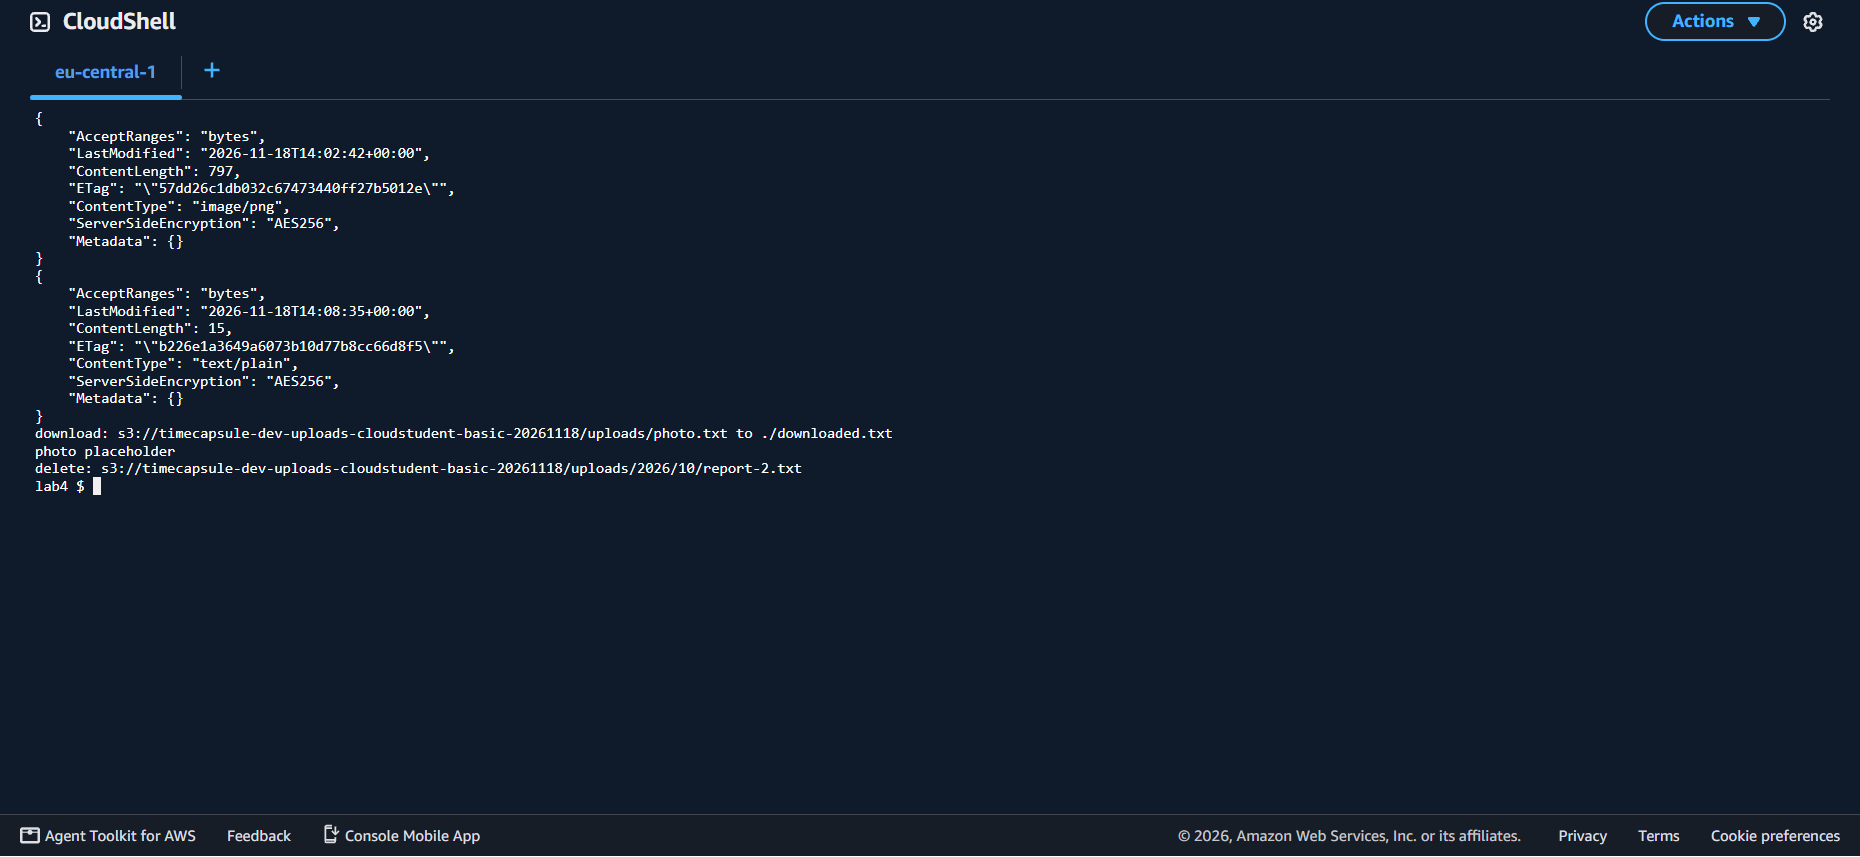 CloudShell
Actions
eu-central-1
+
{
    "AcceptRanges": "bytes",
    "LastModified": "2026-11-18T14:02:42+00:00",
    "ContentLength": 797,
    "ETag": "\"57dd26c1db032c67473440ff27b5012e\"",
    "ContentType": "image/png",
    "ServerSideEncryption": "AES256",
    "Metadata": {}
}
{
    "AcceptRanges": "bytes",
    "LastModified": "2026-11-18T14:08:35+00:00",
    "ContentLength": 15,
    "ETag": "\"b226e1a3649a6073b10d77b8cc66d8f5\"",
    "ContentType": "text/plain",
    "ServerSideEncryption": "AES256",
    "Metadata": {}
}
download: s3://timecapsule-dev-uploads-cloudstudent-basic-20261118/uploads/photo.txt to ./downloaded.txt
photo placeholder
delete: s3://timecapsule-dev-uploads-cloudstudent-basic-20261118/uploads/2026/10/report-2.txt
lab4 $
Agent Toolkit for AWS Feedback Console Mobile App © 2026, Amazon Web Services, Inc. or its affiliates. Privacy Terms Cookie preferences